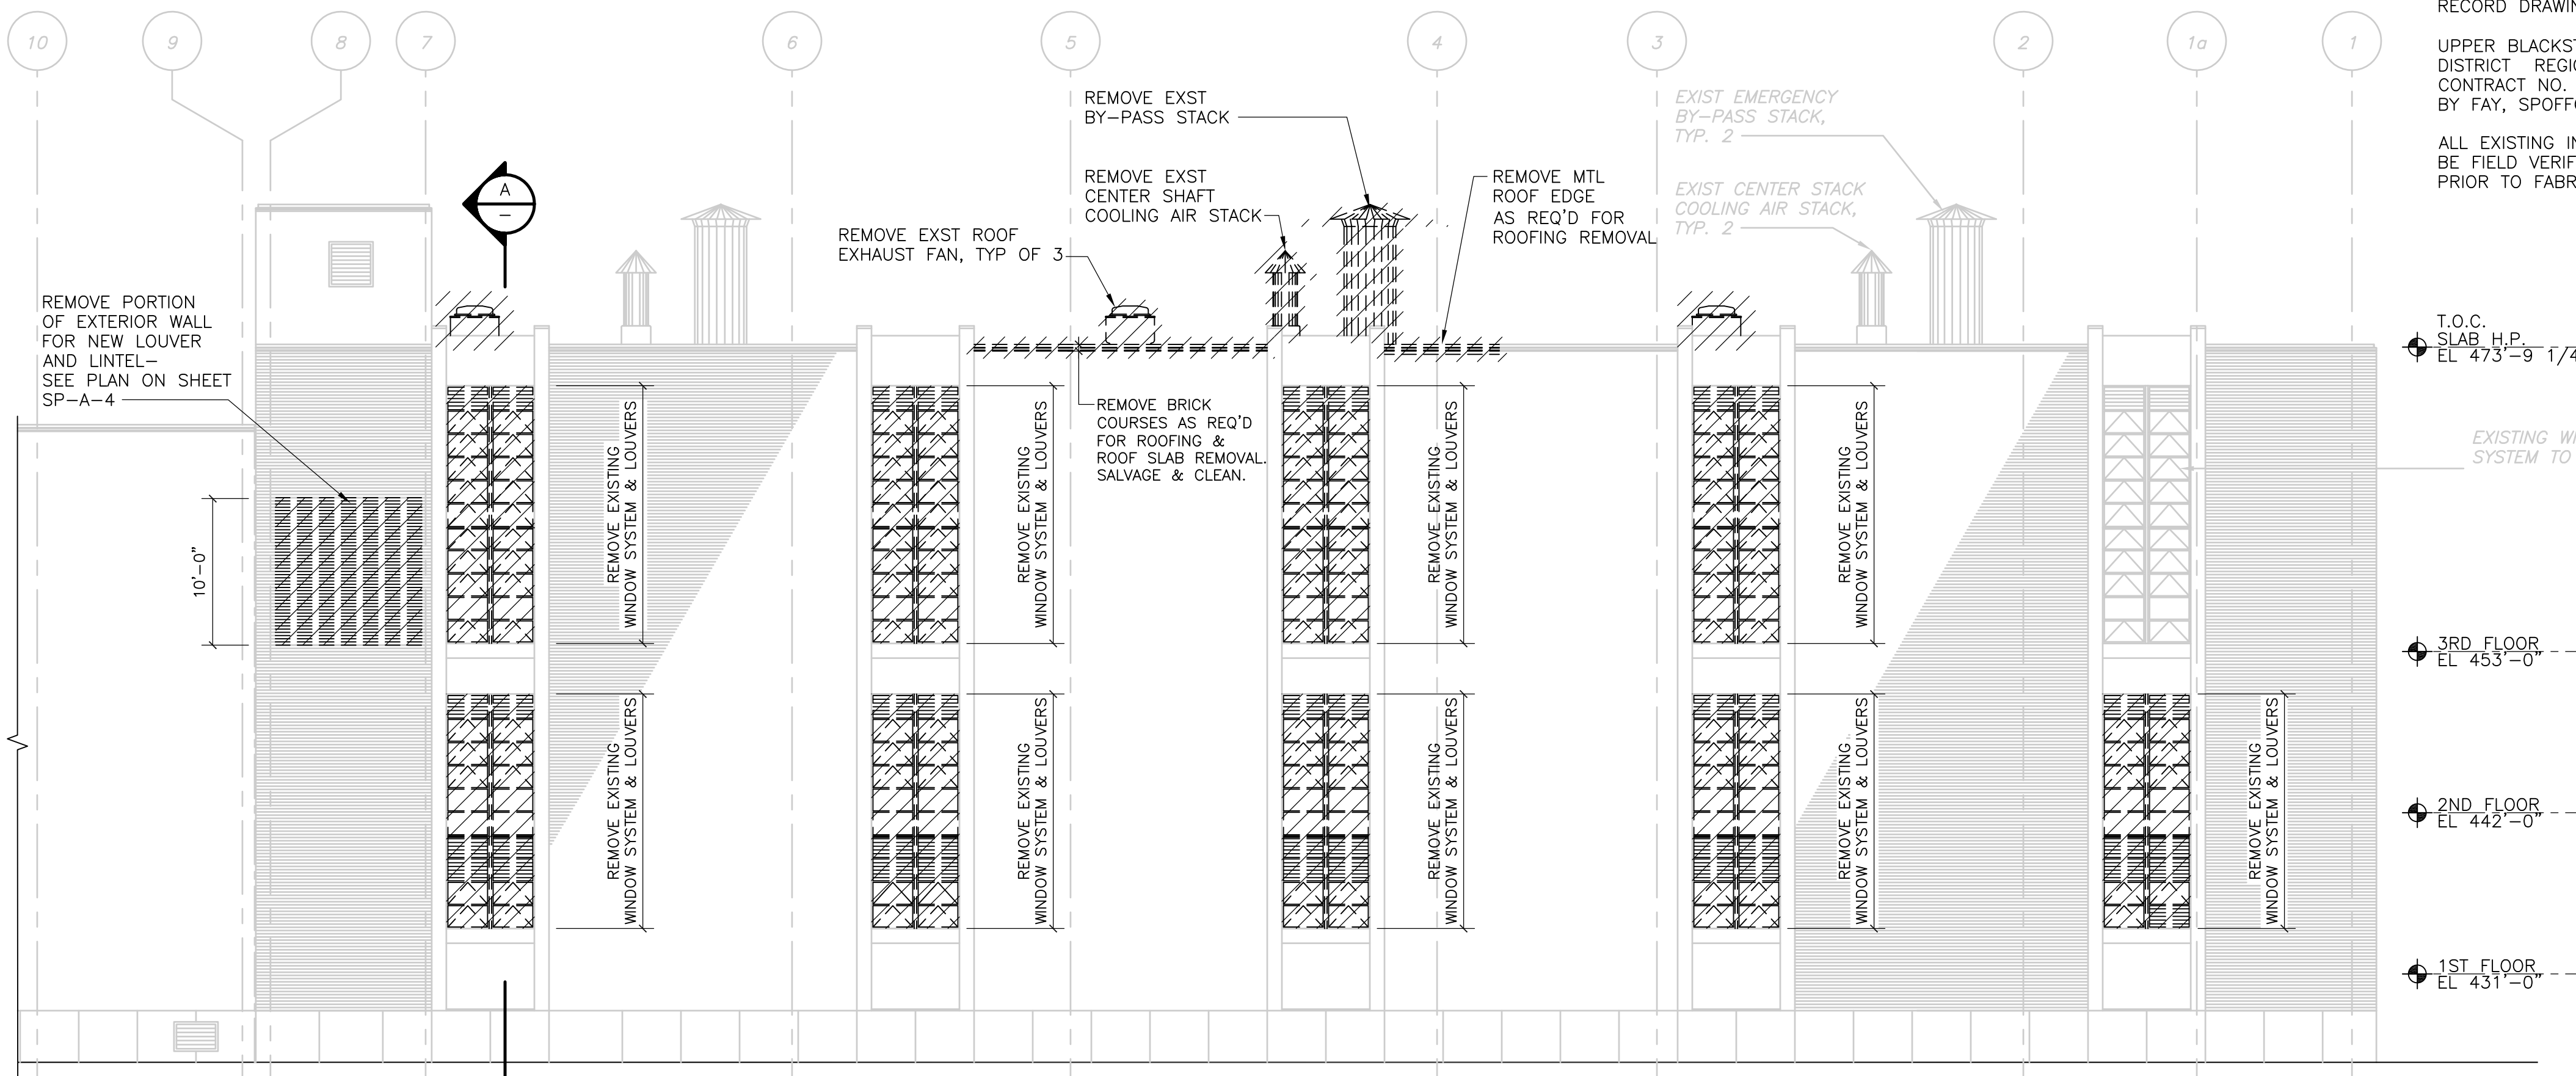 10
9
8
7
6
5
4
3
2
1a
1
RECORD DRAWIN
UPPER BLACKST
DISTRICT REGIO
CONTRACT NO.
BY FAY, SPOFFO
ALL EXISTING IN
BE FIELD VERIF
PRIOR TO FABR
REMOVE EXST
BY-PASS STACK
REMOVE EXST
CENTER SHAFT
COOLING AIR STACK
REMOVE MTL
ROOF EDGE
AS REQ'D FOR
ROOFING REMOVAL
EXIST EMERGENCY
BY-PASS STACK,
TYP. 2
EXIST CENTER STACK
COOLING AIR STACK,
TYP. 2
A
–
REMOVE EXST ROOF
EXHAUST FAN, TYP OF 3
REMOVE PORTION
OF EXTERIOR WALL
FOR NEW LOUVER
AND LINTEL–
SEE PLAN ON SHEET
SP-A-4
T.O.C.
SLAB H.P.
EL 473'-9 1/4
REMOVE BRICK
COURSES AS REQ'D
FOR ROOFING &
ROOF SLAB REMOVAL.
SALVAGE & CLEAN.
EXISTING WI
SYSTEM TO
10'-0"
REMOVE EXISTING
WINDOW SYSTEM & LOUVERS
REMOVE EXISTING
WINDOW SYSTEM & LOUVERS
REMOVE EXISTING
WINDOW SYSTEM & LOUVERS
REMOVE EXISTING
WINDOW SYSTEM & LOUVERS
3RD FLOOR
EL 453'-0"
REMOVE EXISTING
WINDOW SYSTEM & LOUVERS
REMOVE EXISTING
WINDOW SYSTEM & LOUVERS
REMOVE EXISTING
WINDOW SYSTEM & LOUVERS
REMOVE EXISTING
WINDOW SYSTEM & LOUVERS
REMOVE EXISTING
WINDOW SYSTEM & LOUVERS
2ND FLOOR
EL 442'-0"
1ST FLOOR
EL 431'-0"